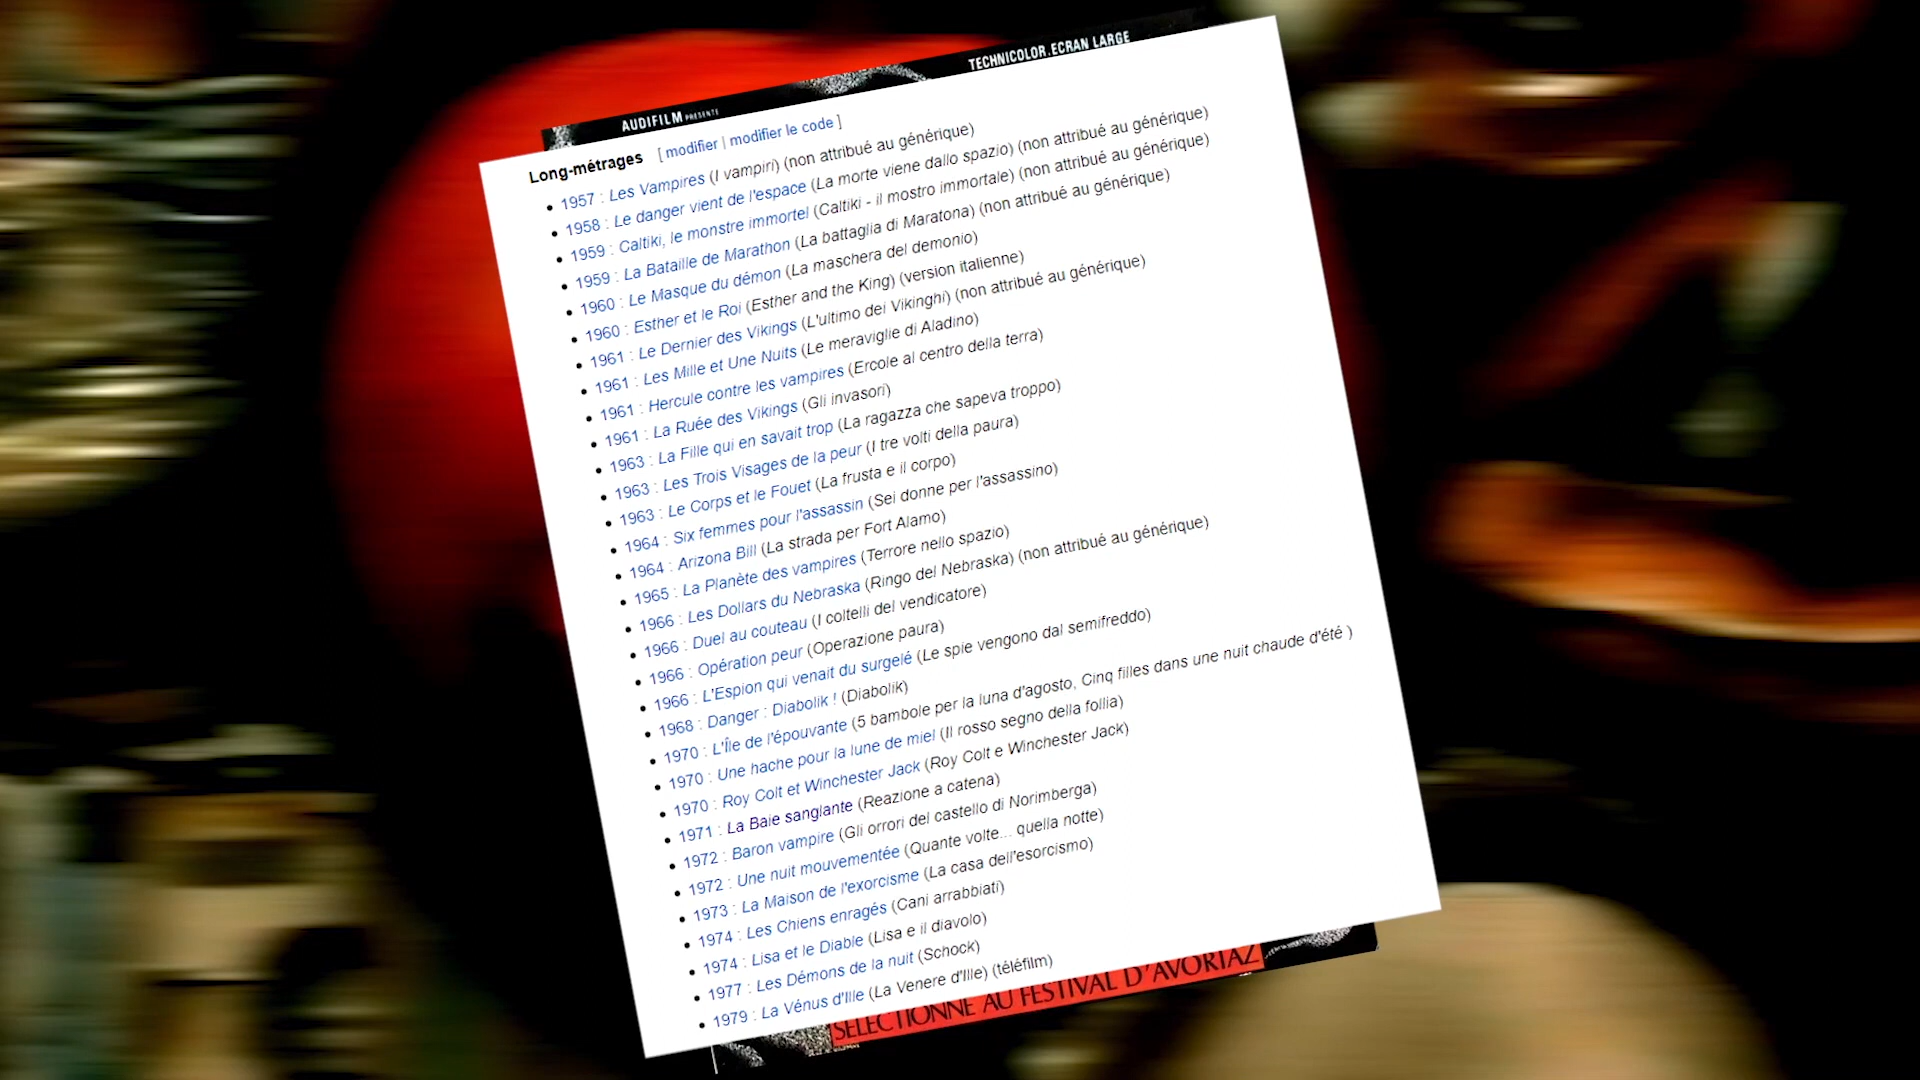 TECHNICOLOR.ECRAN LARGE
AUDIFILM PRESENTE
Long-métrages [ modifier | modifier le code ]
1957 : Les Vampires (I vampiri) (non attribué au générique)
1958 : Le danger vient de l'espace (La morte viene dallo spazio) (non attribué au générique)
1959 : Caltiki, le monstre immortel (Caltiki - il mostro immortale) (non attribué au générique)
1959 : La Bataille de Marathon (La battaglia di Maratona) (non attribué au générique)
1960 : Le Masque du démon (La maschera del demonio)
1960 : Esther et le Roi (Esther and the King) (version italienne)
1961 : Le Dernier des Vikings (L'ultimo dei Vikinghi) (non attribué au générique)
1961 : Les Mille et Une Nuits (Le meraviglie di Aladino)
1961 : Hercule contre les vampires (Ercole al centro della terra)
1961 : La Ruée des Vikings (Gli invasori)
1963 : La Fille qui en savait trop (La ragazza che sapeva troppo)
1963 : Les Trois Visages de la peur (I tre volti della paura)
1963 : Le Corps et le Fouet (La frusta e il corpo)
1964 : Six femmes pour l'assassin (Sei donne per l'assassino)
1964 : Arizona Bill (La strada per Fort Alamo)
1965 : La Planète des vampires (Terrore nello spazio)
1966 : Les Dollars du Nebraska (Ringo del Nebraska) (non attribué au générique)
1966 : Duel au couteau (I coltelli del vendicatore)
1966 : Opération peur (Operazione paura)
1966 : L'Espion qui venait du surgelé (Le spie vengono dal semifreddo)
1968 : Danger : Diabolik ! (Diabolik)
1970 : L'Île de l'épouvante (5 bambole per la luna d'agosto, Cinq filles dans une nuit chaude d'été )
1970 : Une hache pour la lune de miel (Il rosso segno della follia)
1970 : Roy Colt et Winchester Jack (Roy Colt e Winchester Jack)
1971 : La Baie sanglante (Reazione a catena)
1972 : Baron vampire (Gli orrori del castello di Norimberga)
1972 : Une nuit mouvementée (Quante volte... quella notte)
1973 : La Maison de l'exorcisme (La casa dell'esorcismo)
1974 : Les Chiens enragés (Cani arrabbiati)
1974 : Lisa et le Diable (Lisa e il diavolo)
1977 : Les Démons de la nuit (Schock)
1979 : La Vénus d'Ille (La Venere d'Ille) (téléfilm)
SELECTIONNE AU FESTIVAL D'AVORIAZ